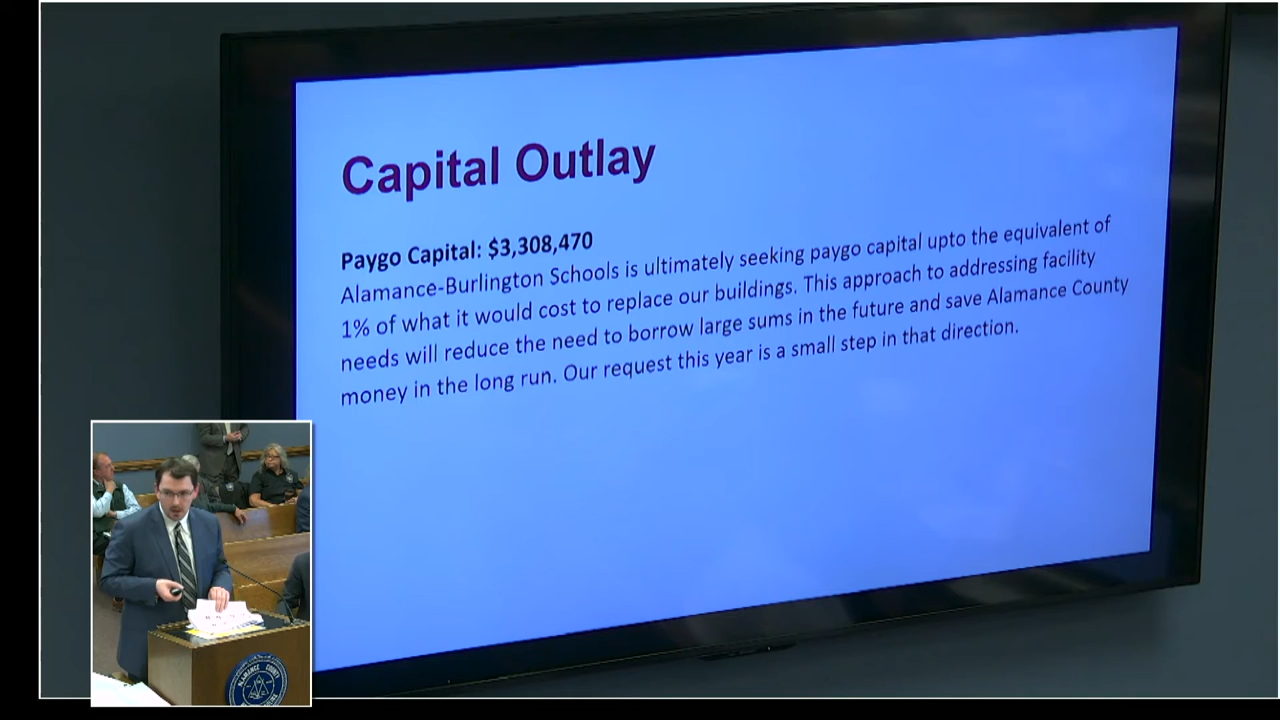 Capital Outlay
Paygo Capital: $3,308,470
Alamance-Burlington Schools is ultimately seeking paygo capital upto the equivalent of
1% of what it would cost to replace our buildings. This approach to addressing facility
needs will reduce the need to borrow large sums in the future and save Alamance County
money in the long run. Our request this year is a small step in that direction.
ALAMANCE COUNTY